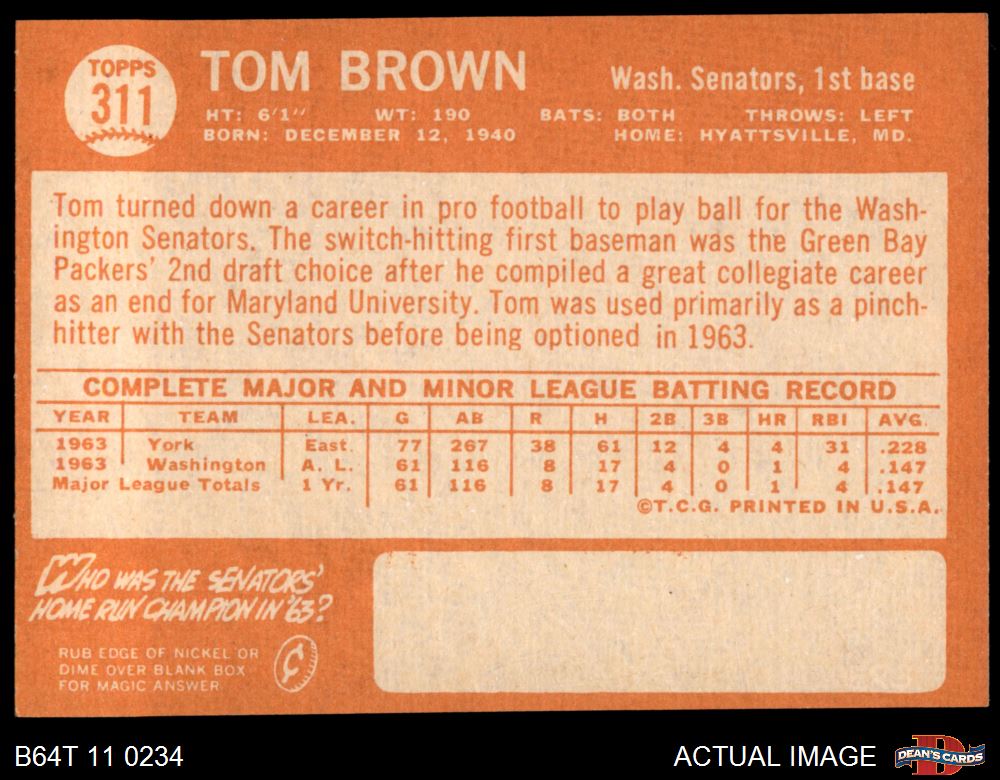 TOPPS
311
TOM BROWN
Wash. Senators, 1st base
HT: 6'1" WT: 190 BATS: BOTH THROWS: LEFT
BORN: DECEMBER 12, 1940 HOME: HYATTSVILLE, MD.
Tom turned down a career in pro football to play ball for the Wash-
ington Senators. The switch-hitting first baseman was the Green Bay
Packers' 2nd draft choice after he compiled a great collegiate career
as an end for Maryland University. Tom was used primarily as a pinch-
hitter with the Senators before being optioned in 1963.
COMPLETE MAJOR AND MINOR LEAGUE BATTING RECORD
YEAR TEAM LEA. G AB R H 2B 3B HR RBI AVG.
1963 York East. 77 267 38 61 12 4 4 31 .228
1963 Washington A. L. 61 116 8 17 4 0 1 4 .147
Major League Totals 1 Yr. 61 116 8 17 4 0 1 4 .147
©T.C.G. PRINTED IN U.S.A.
WHO WAS THE SENATORS'
HOME RUN CHAMPION IN '63?
RUB EDGE OF NICKEL OR
DIME OVER BLANK BOX
FOR MAGIC ANSWER
¢
B64T 11 0234
ACTUAL IMAGE
D
DEAN'S CARDS